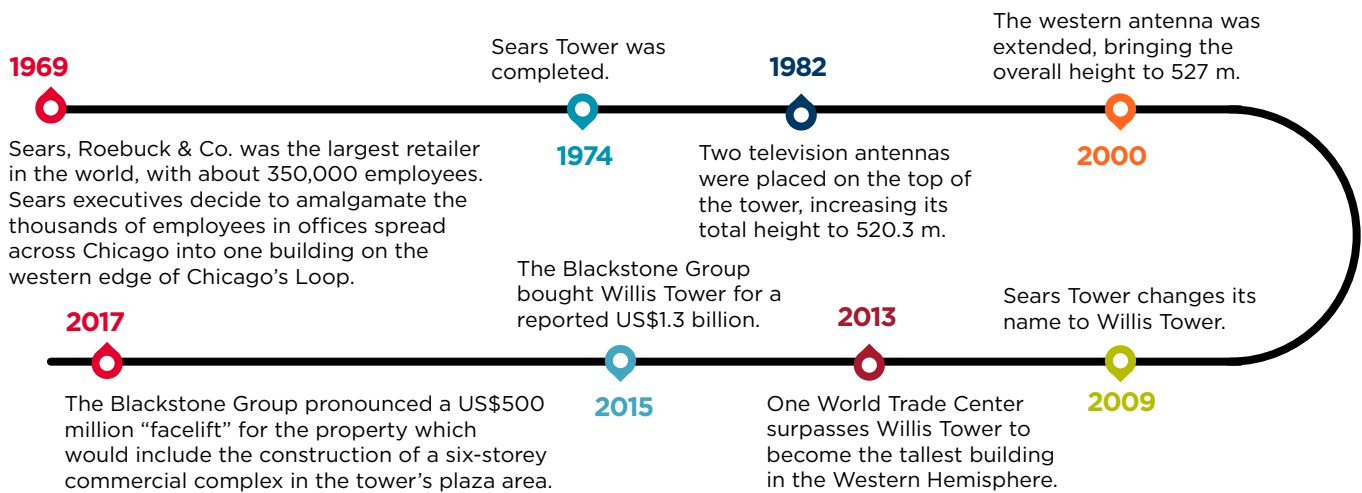 1969
Sears, Roebuck & Co. was the largest retailer
in the world, with about 350,000 employees.
Sears executives decide to amalgamate the
thousands of employees in offices spread
across Chicago into one building on the
western edge of Chicago’s Loop.
Sears Tower was
completed.
1974
1982
Two television antennas
were placed on the top of
the tower, increasing its
total height to 520.3 m.
The western antenna was
extended, bringing the
overall height to 527 m.
2000
Sears Tower changes its
name to Willis Tower.
2009
2013
One World Trade Center
surpasses Willis Tower to
become the tallest building
in the Western Hemisphere.
The Blackstone Group
bought Willis Tower for a
reported US$1.3 billion.
2015
2017
The Blackstone Group pronounced a US$500
million “facelift” for the property which
would include the construction of a six-storey
commercial complex in the tower’s plaza area.